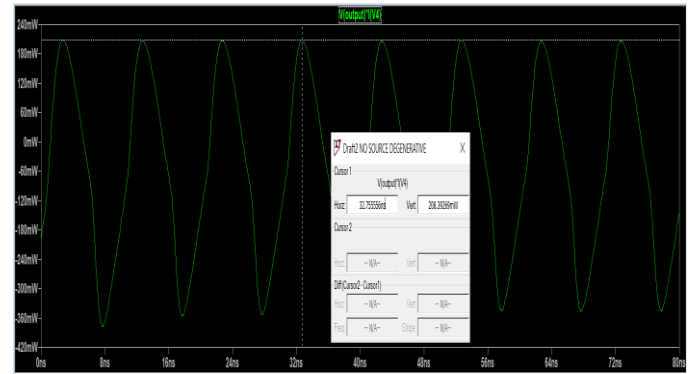 V(output)*I(V4)
240mW
180mW
120mW
60mW
0mW
-60mW
-120mW
-180mW
-240mW
-300mW
-360mW
-420mW
0ns 8ns 16ns 24ns 32ns 40ns 48ns 56ns 64ns 72ns 80ns
Draft2 NO SOURCE DEGENERATIVE X
Cursor 1
V(output)*I(V4)
Horz: 32.755556ns Vert: 208.39269mW
Cursor 2
Horz: -- N/A-- Vert: -- N/A--
Diff (Cursor2 - Cursor1)
Horz: -- N/A-- Vert: -- N/A--
Freq: -- N/A-- Slope: -- N/A--